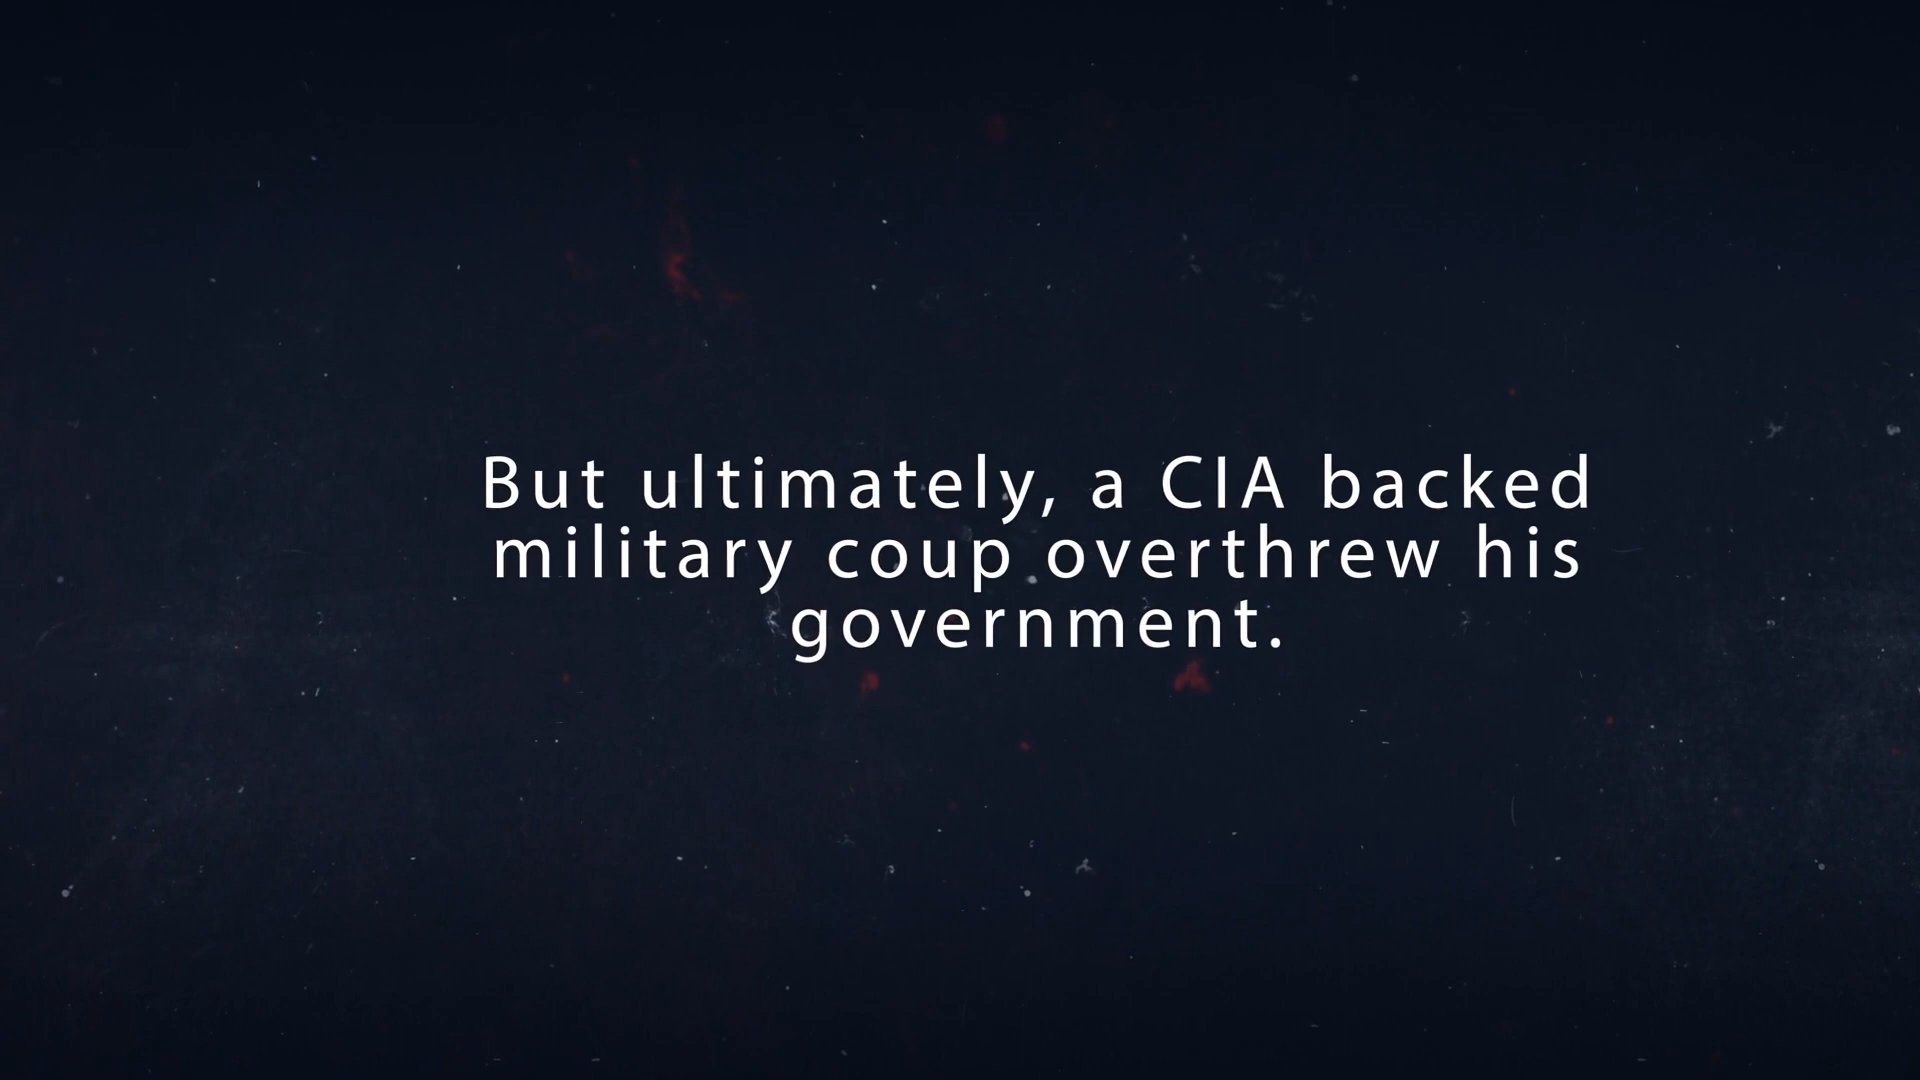 But ultimately, a CIA backed
military coup overthrew his
government.